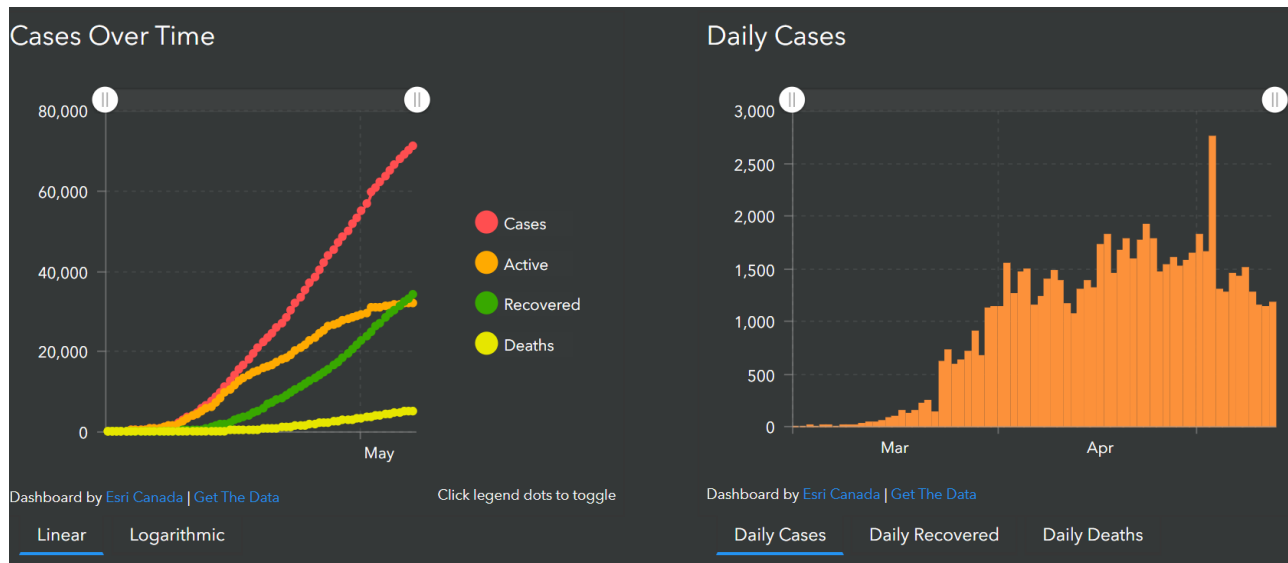 Cases Over Time
80,000
60,000
40,000
20,000
0
May
Cases
Active
Recovered
Deaths
Dashboard by Esri Canada | Get The Data
Click legend dots to toggle
Linear
Logarithmic
Daily Cases
3,000
2,500
2,000
1,500
1,000
500
0
Mar
Apr
Dashboard by Esri Canada | Get The Data
Daily Cases
Daily Recovered
Daily Deaths